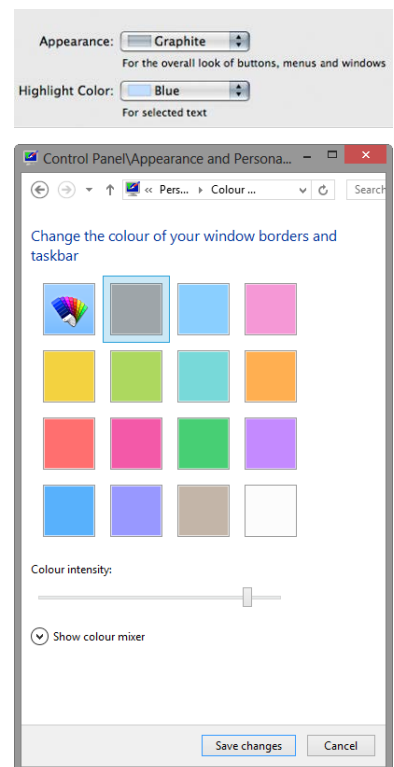 Appearance: Graphite
For the overall look of buttons, menus and windows
Highlight Color: Blue
For selected text
Control Panel\Appearance and Persona...
« Pers... Colour ... Search
Change the colour of your window borders and
taskbar
Colour intensity:
Show colour mixer
Save changes Cancel